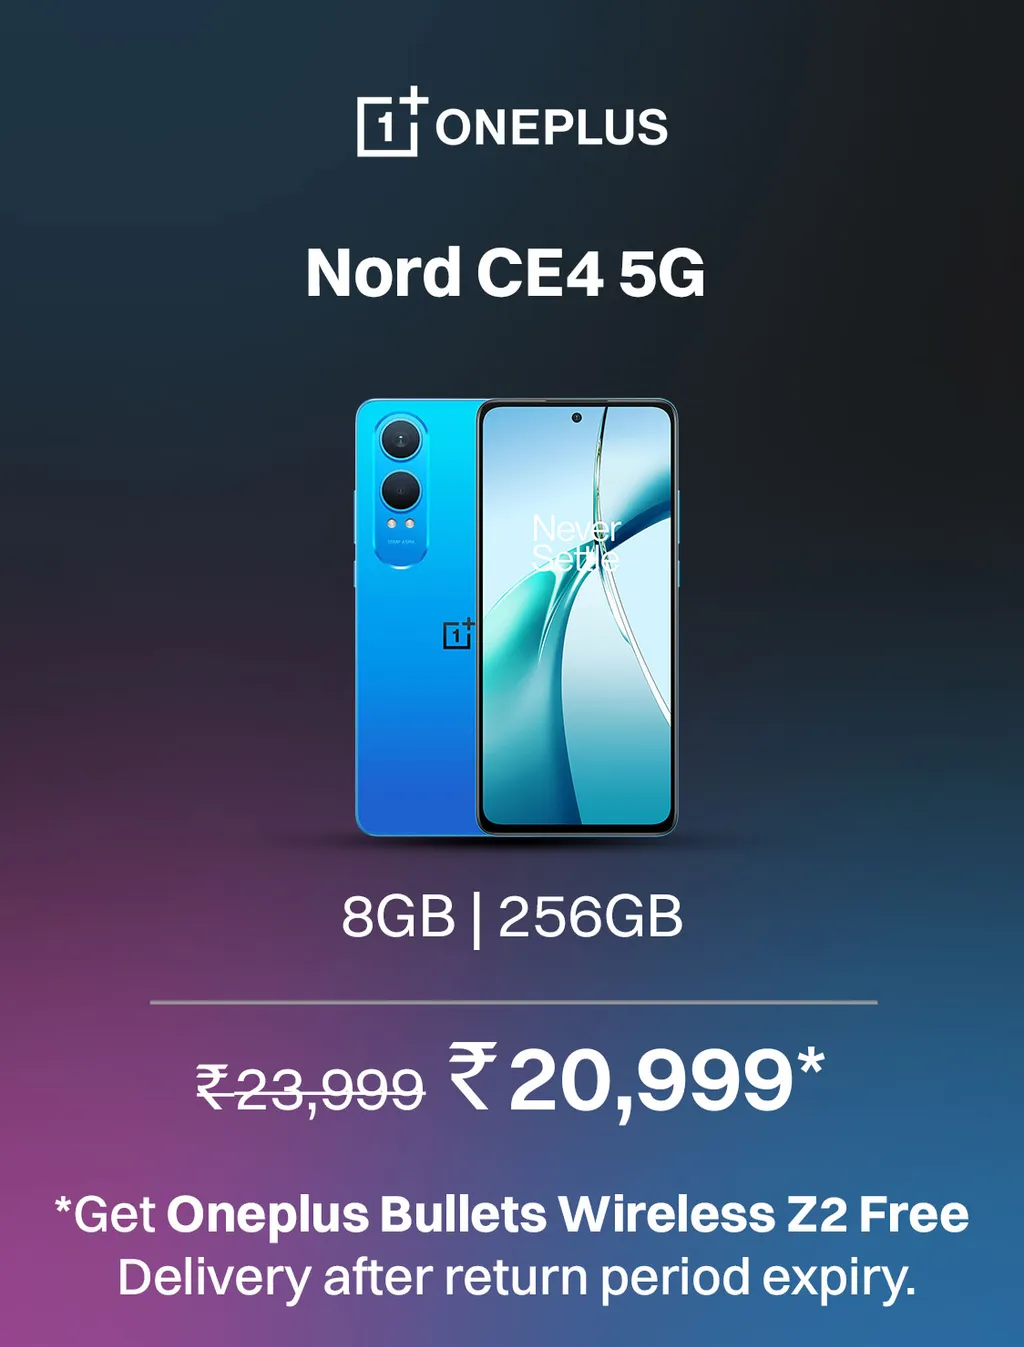 1+ ONEPLUS
Nord CE4 5G
Never
Settle
8GB | 256GB
₹23,999 ₹20,999*
*Get Oneplus Bullets Wireless Z2 Free
Delivery after return period expiry.